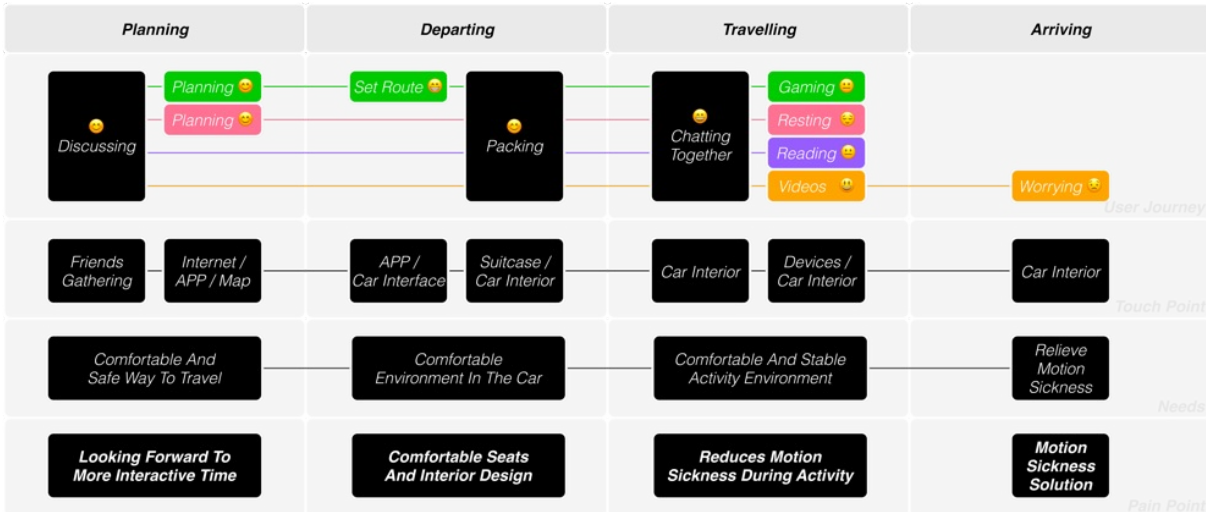 Planning
Departing
Travelling
Arriving
😊
Discussing
Planning 😊
Planning 😊
Set Route 😁
😊
Packing
😀
Chatting
Together
Gaming 😐
Resting 😔
Reading 😐
Videos 😃
Worrying 😔
User Journey
Friends
Gathering
Internet /
APP / Map
APP /
Car Interface
Suitcase /
Car Interior
Car Interior
Devices /
Car Interior
Car Interior
Touch Point
Comfortable And
Safe Way To Travel
Comfortable
Environment In The Car
Comfortable And Stable
Activity Environment
Relieve
Motion
Sickness
Needs
Looking Forward To
More Interactive Time
Comfortable Seats
And Interior Design
Reduces Motion
Sickness During Activity
Motion
Sickness
Solution
Pain Point